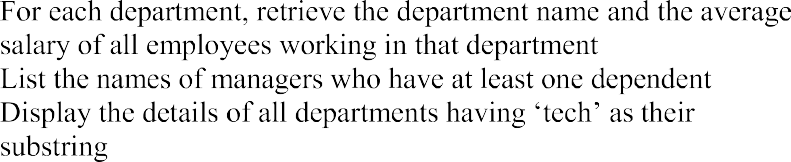 For each department, retrieve the department name and the average
salary of all employees working in that department
List the names of managers who have at least one dependent
Display the details of all departments having ‘tech’ as their
substring